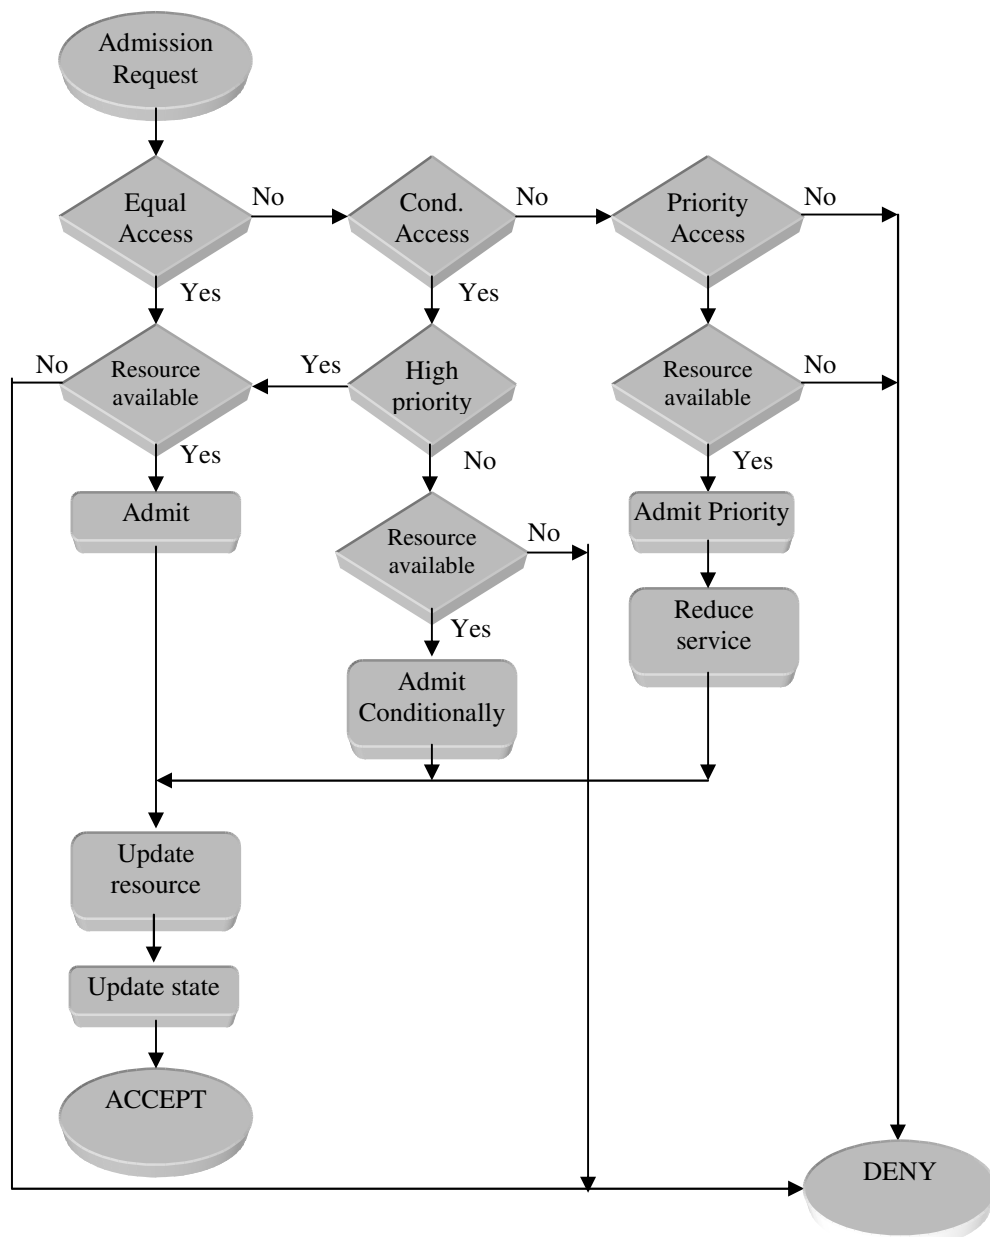 Admission
Request
Equal
Access
No
Cond.
Access
No
Priority
Access
No
Yes
Yes
No
Resource
available
Yes
High
priority
Resource
available
No
Yes
No
Yes
Admit
Resource
available
No
Admit Priority
Yes
Reduce
service
Admit
Conditionally
Update
resource
Update state
ACCEPT
DENY